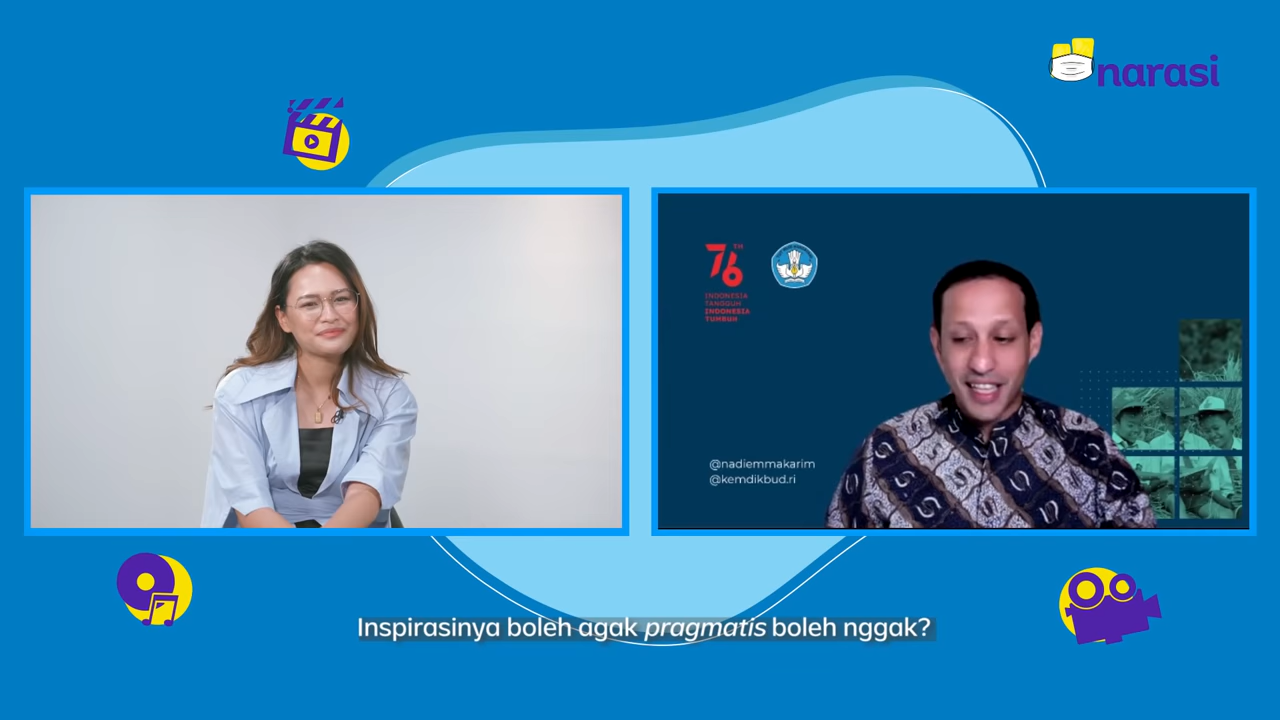 narasi
76TH
INDONESIA
TANGGUH
INDONESIA
TUMBUH
@nadiemmakarim
@kemdikbud.ri
Inspirasinya boleh agak pragmatis boleh nggak?